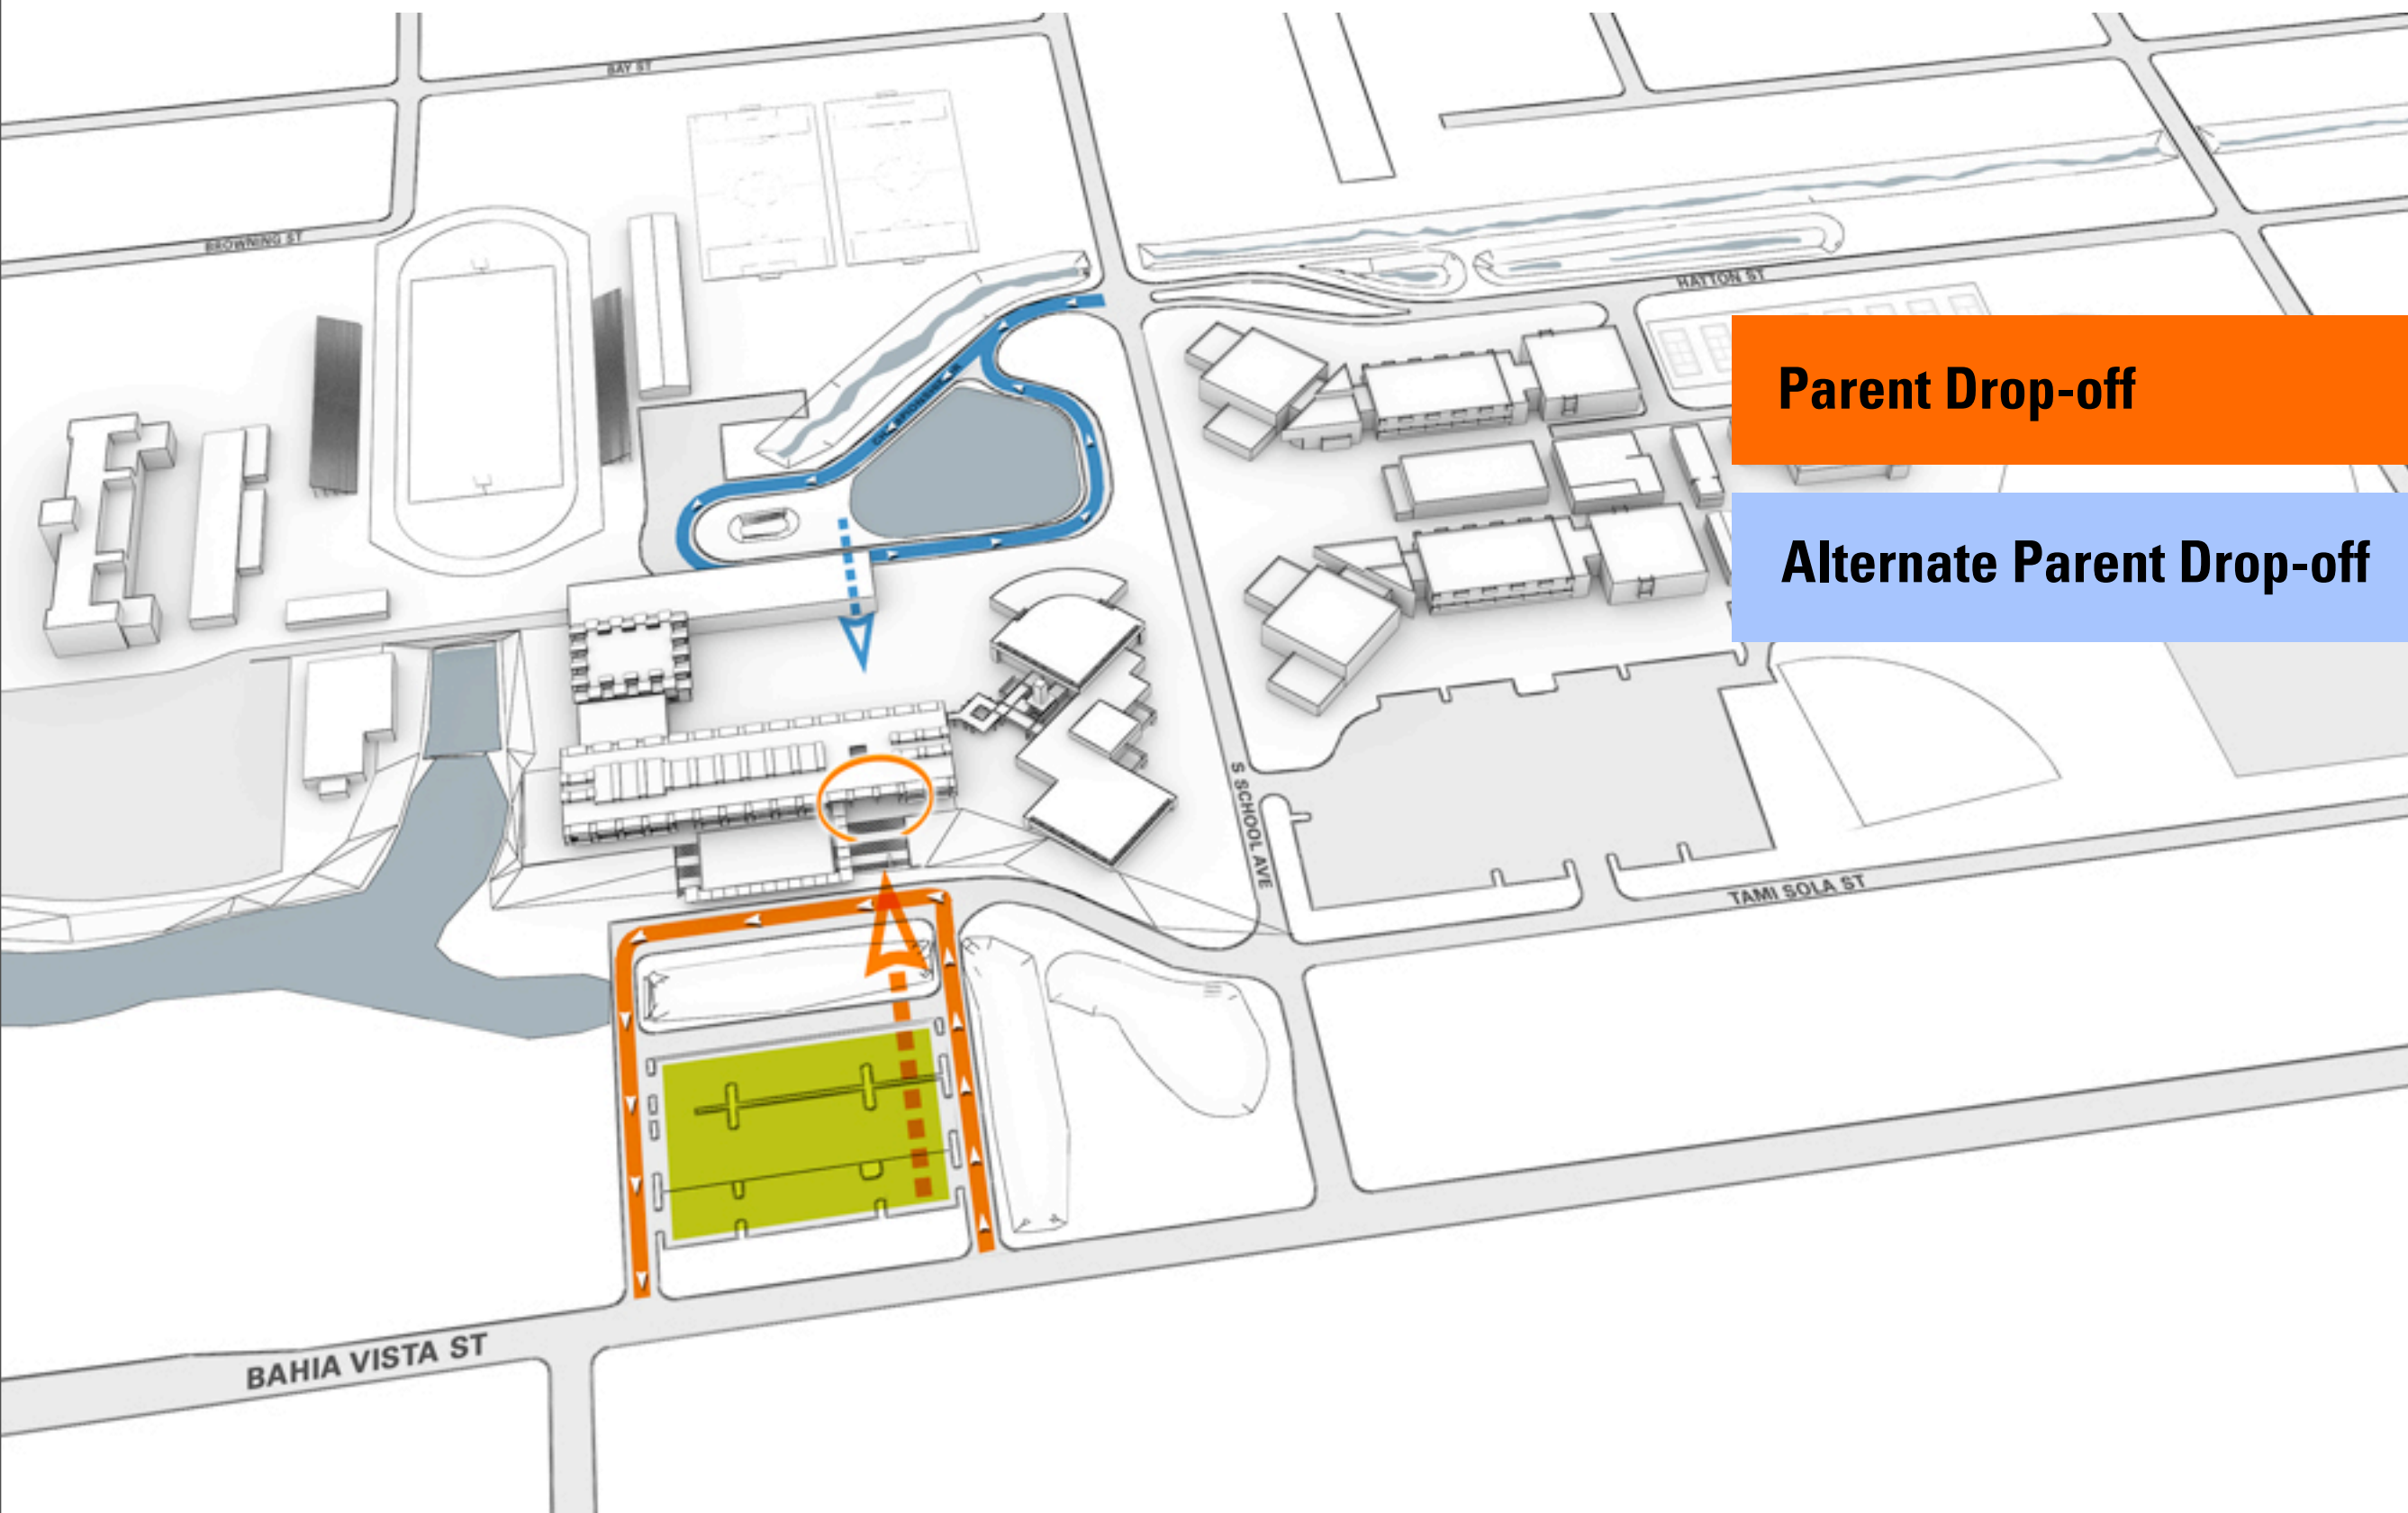 BAY ST
BROWNING ST
HATTON ST
Parent Drop-off
Alternate Parent Drop-off
S SCHOOL AVE
TAMI SOLA ST
BAHIA VISTA ST